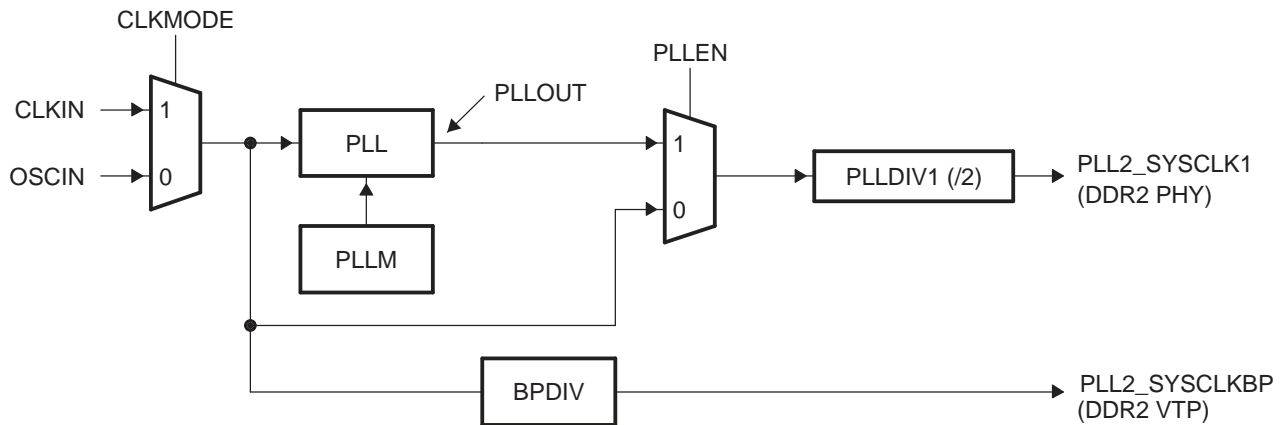 CLKMODE
PLLEN
CLKIN
1
PLLOUT
OSCIN
0
PLL
1
PLLM
0
PLLDIV1 (/2)
PLL2_SYSCLK1
(DDR2 PHY)
BPDIV
PLL2_SYSCLKBP
(DDR2 VTP)